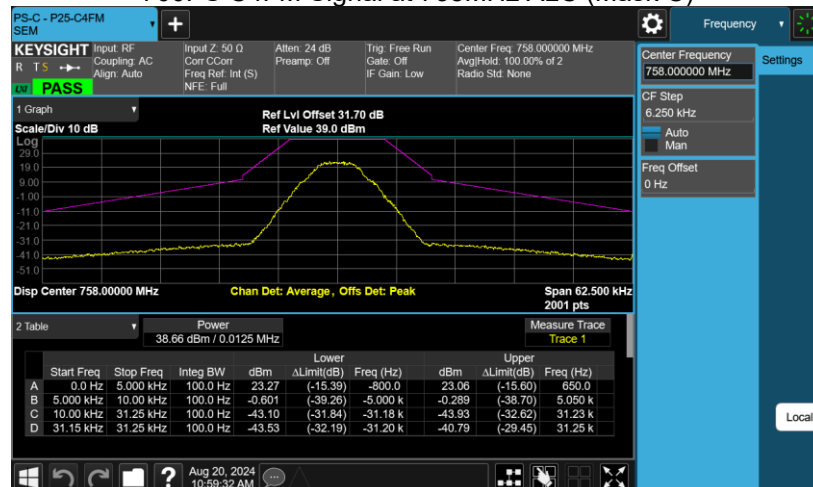 PS-C - P25-C4FM
SEM
Frequency
KEYSIGHT
R T S
LXI PASS
Input: RF
Coupling: AC
Align: Auto
Input Z: 50 Ω
Corr CCorr
Freq Ref: Int (S)
NFE: Full
Atten: 24 dB
Preamp: Off
Trig: Free Run
Gate: Off
IF Gain: Low
Center Freq: 758.000000 MHz
Avg|Hold: 100.00% of 2
Radio Std: None
Center Frequency
758.000000 MHz
Settings
CF Step
6.250 kHz
Auto
Man
Freq Offset
0 Hz
1 Graph
Scale/Div 10 dB
Ref Lvl Offset 31.70 dB
Ref Value 39.0 dBm
Log
29.0
19.0
9.00
-1.00
-11.0
-21.0
-31.0
-41.0
-51.0
Disp Center 758.00000 MHz
Chan Det: Average, Offs Det: Peak
Span 62.500 kHz
2001 pts
2 Table
Power
38.66 dBm / 0.0125 MHz
Measure Trace
Trace 1
Lower Upper
Start Freq Stop Freq Integ BW dBm ΔLimit(dB) Freq (Hz) dBm ΔLimit(dB) Freq (Hz)
A 0.0 Hz 5.000 kHz 100.0 Hz 23.27 (-15.39) -800.0 23.06 (-15.60) 650.0
B 5.000 kHz 10.00 kHz 100.0 Hz -0.601 (-39.26) -5.000 k -0.289 (-38.70) 5.050 k
C 10.00 kHz 31.25 kHz 100.0 Hz -43.10 (-31.84) -31.18 k -43.93 (-32.62) 31.23 k
D 31.15 kHz 31.25 kHz 100.0 Hz -43.53 (-32.19) -31.20 k -40.79 (-29.45) 31.25 k
Local
Aug 20, 2024
10:59:32 AM